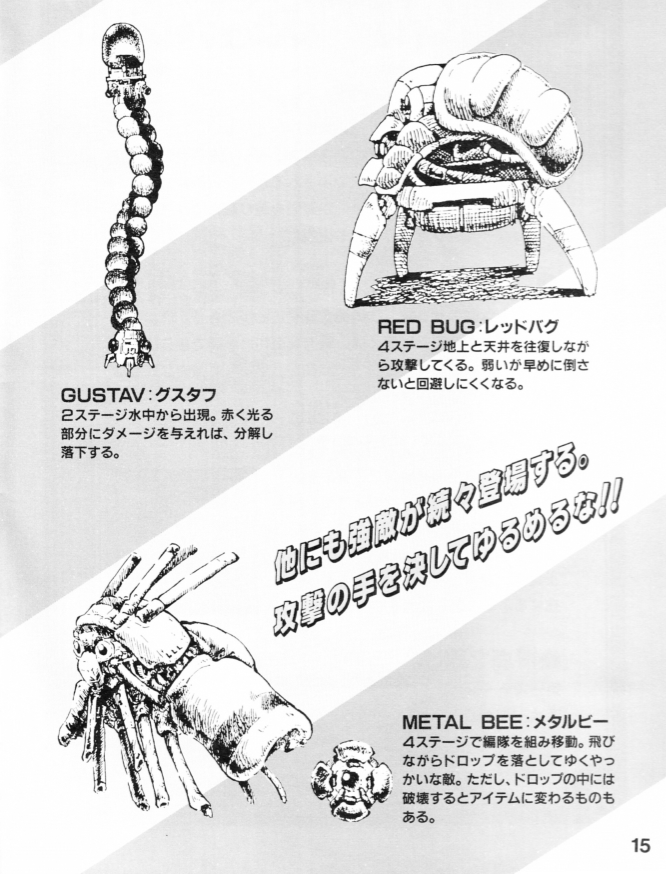 RED BUG：レッドバグ
4ステージ地上と天井を往復しなが
ら攻撃してくる。弱いが早めに倒さ
ないと回避しにくくなる。
GUSTAV：グスタフ
2ステージ水中から出現。赤く光る
部分にダメージを与えれば、分解し
落下する。
他にも強敵が続々登場する。
攻撃の手を決してゆるめるな!!
METAL BEE：メタルビー
4ステージで編隊を組み移動。飛び
ながらドロップを落としてゆくやっ
かいな敵。ただし、ドロップの中には
破壊するとアイテムに変わるものも
ある。
15